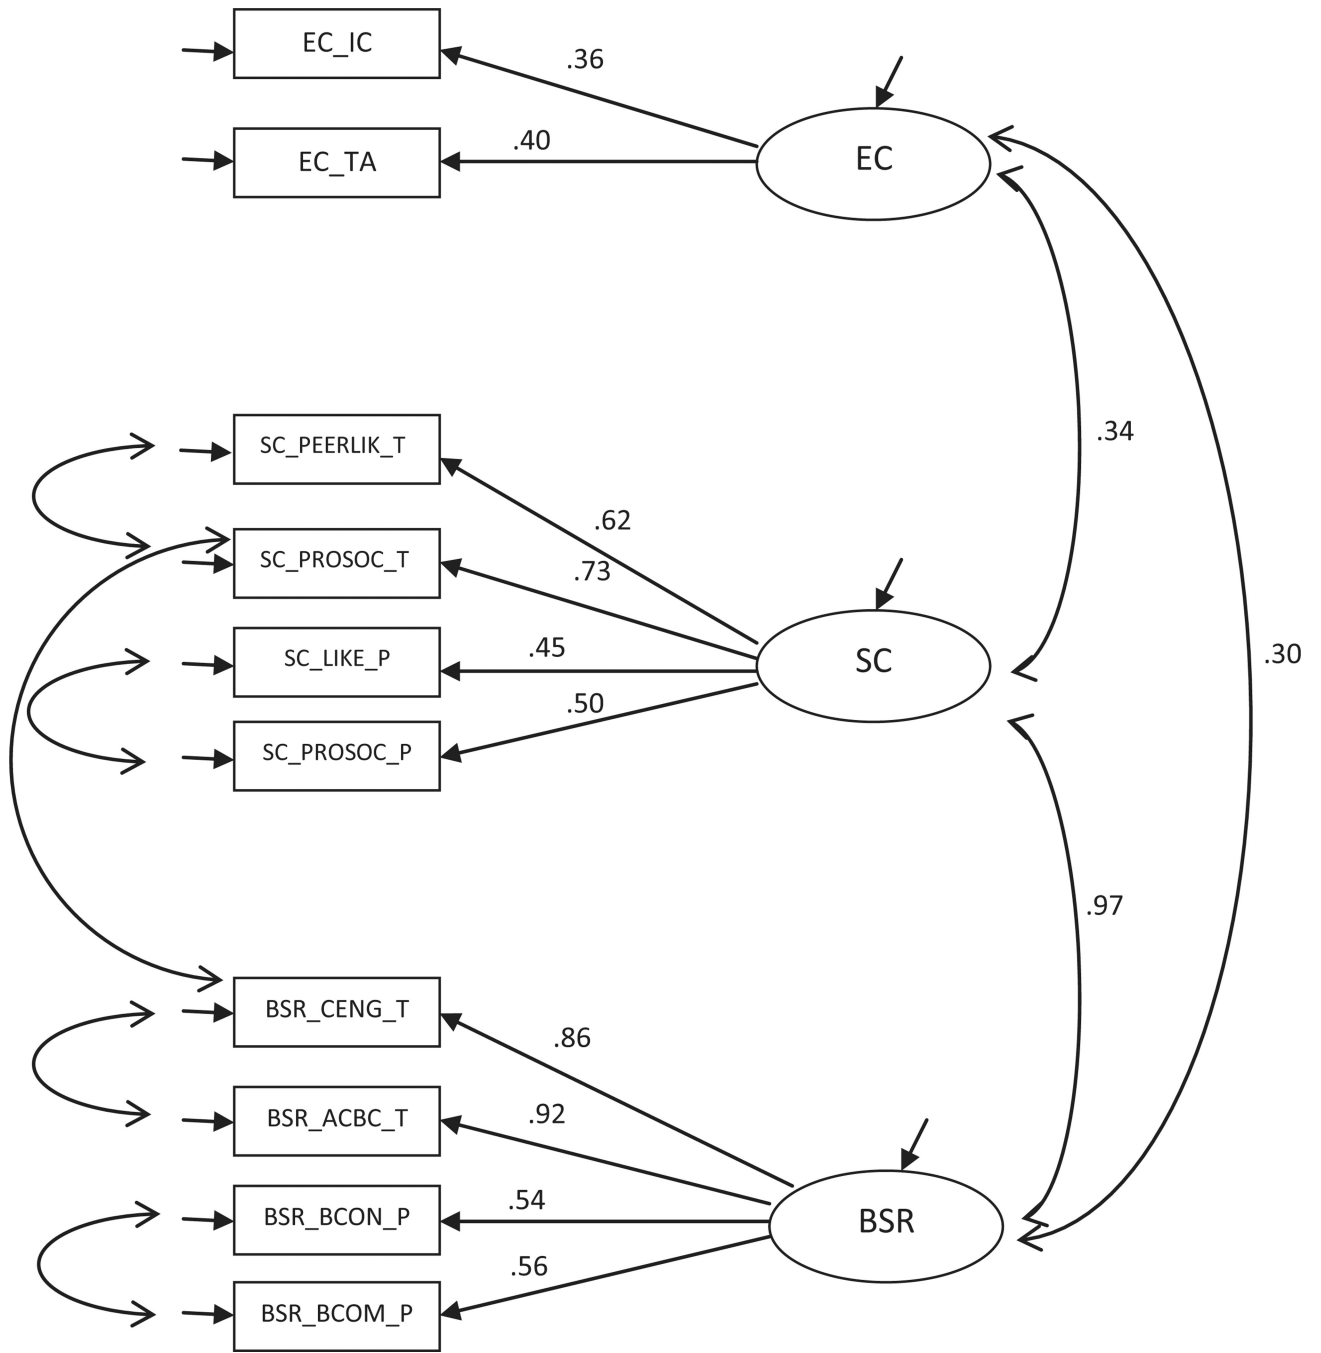 EC_IC
.36
EC_TA
.40
EC
.34
SC_PEERLIK_T
.62
SC_PROSOC_T
.73
SC_LIKE_P
.45
SC
.30
SC_PROSOC_P
.50
.97
BSR_CENG_T
.86
BSR_ACBC_T
.92
BSR_BCON_P
.54
BSR
BSR_BCOM_P
.56